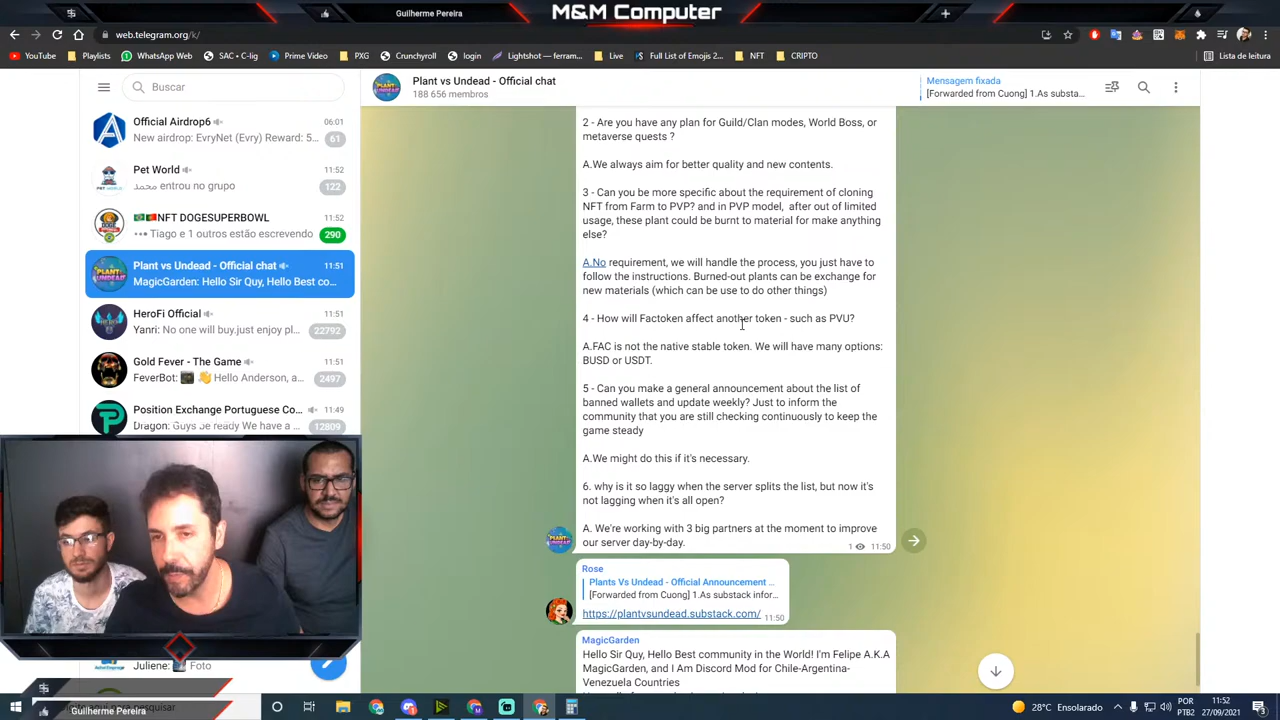 Guilherme Pereira
M&M Computer
web.telegram.org/k/
YouTube
Playlists
WhatsApp Web
SAC • C-lig
Prime Video
PXG
Crunchyroll
login
Lightshot — ferram...
Live
Full List of Emojis 2...
NFT
CRIPTO
Lista de leitura
Buscar
Plant vs Undead - Official chat
188 656 membros
Mensagem fixada
[Forwarded from Cuong] 1.As substa...
Official Airdrop6
06:01
New airdrop: EvryNet (Evry) Reward: 5...
61
Pet World
11:52
محمد entrou no grupo
122
NFT DOGESUPERBOWL
11:52
Tiago e 1 outros estão escrevendo
290
Plant vs Undead - Official chat
11:51
MagicGarden: Hello Sir Quy, Hello Best co...
HeroFi Official
11:51
Yanri: No one will buy.just enjoy pl...
22792
Gold Fever - The Game
11:51
FeverBot: Hello Anderson, a...
2497
Position Exchange Portuguese Co...
11:49
Dragon: Guys be ready We have a ...
12809
Juliene: Foto
2 - Are you have any plan for Guild/Clan modes, World Boss, or
metaverse quests ?
A.We always aim for better quality and new contents.
3 - Can you be more specific about the requirement of cloning
NFT from Farm to PVP? and in PVP model, after out of limited
usage, these plant could be burnt to material for make anything
else?
A.No requirement, we will handle the process, you just have to
follow the instructions. Burned-out plants can be exchange for
new materials (which can be use to do other things)
4 - How will Factoken affect another token - such as PVU?
A.FAC is not the native stable token. We will have many options:
BUSD or USDT.
5 - Can you make a general announcement about the list of
banned wallets and update weekly? Just to inform the
community that you are still checking continuously to keep the
game steady
A.We might do this if it's necessary.
6. why is it so laggy when the server splits the list, but now it's
not lagging when it's all open?
A. We're working with 3 big partners at the moment to improve
our server day-by-day.
1
11:50
Rose
Plants Vs Undead - Official Announcement ...
[Forwarded from Cuong] 1.As substack infor...
https://plantvsundead.substack.com/
11:50
MagicGarden
Hello Sir Quy, Hello Best community in the World! I'm Felipe A.K.A
MagicGarden, and I Am Discord Mod for Chile-Argentina-
Venezuela Countries
aqui para pesquisar
Guilherme Pereira
28°C Ensolarado
POR
PTB2
11:52
27/09/2021